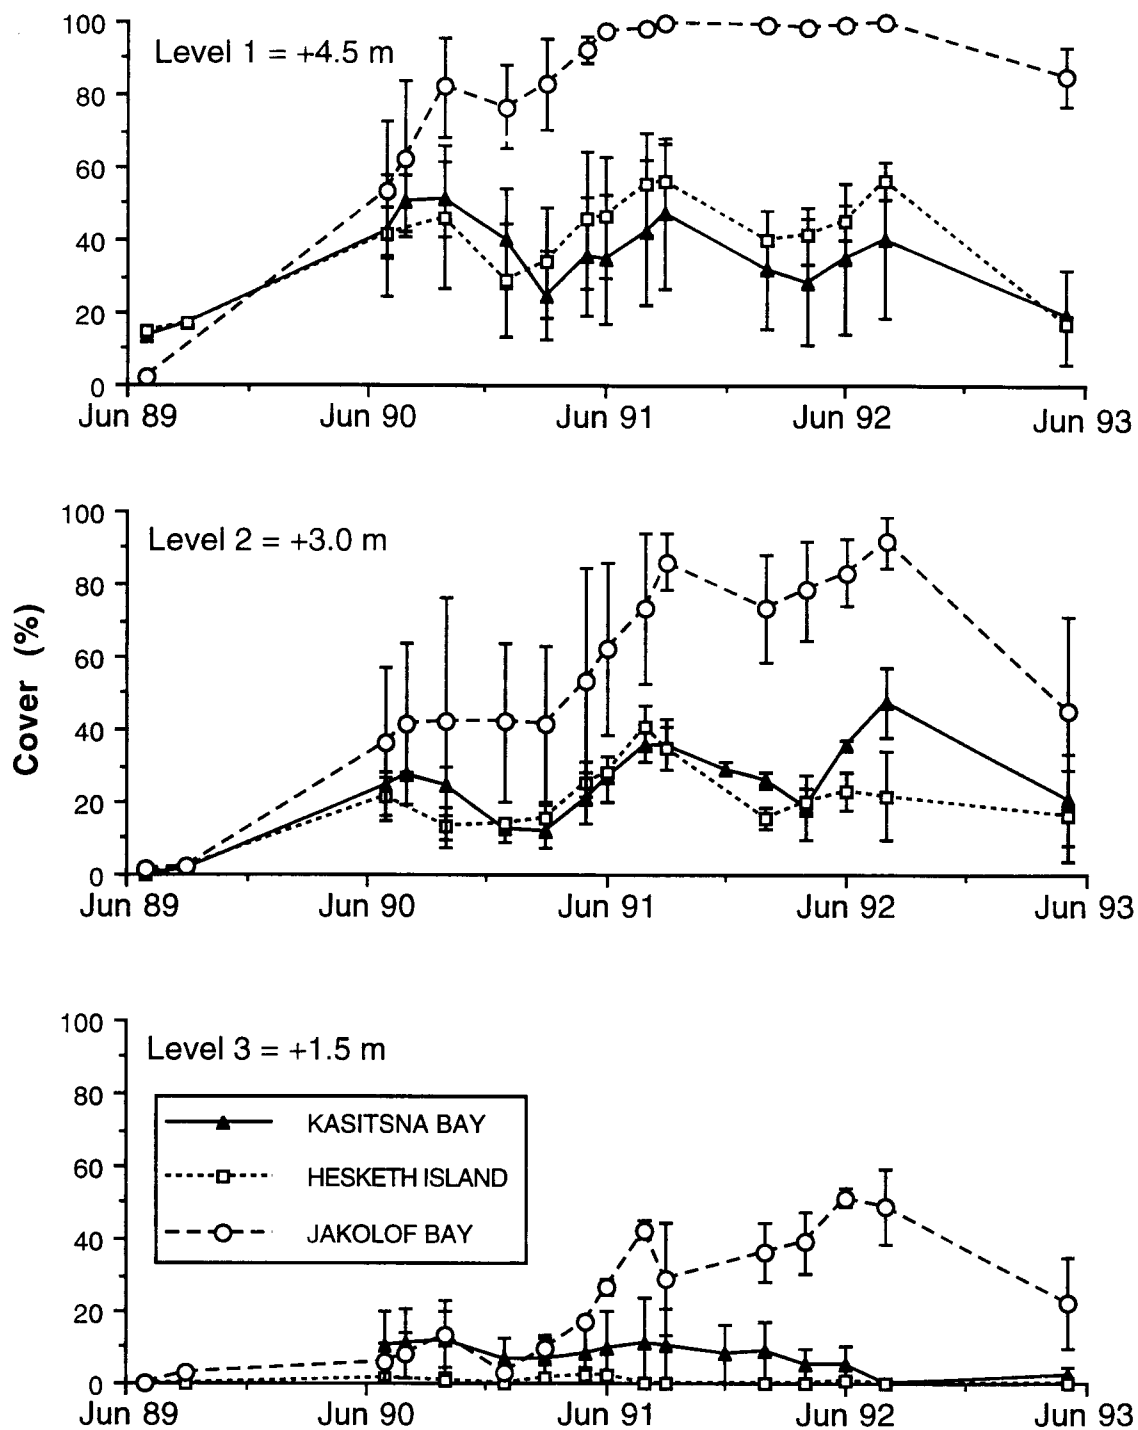 Level 1 = +4.5 m
100
80
60
40
20
0
Jun 89 Jun 90 Jun 91 Jun 92 Jun 93
Level 2 = +3.0 m
100
80
60
40
20
0
Jun 89 Jun 90 Jun 91 Jun 92 Jun 93
Cover (%)
Level 3 = +1.5 m
100
80
60
40
20
0
KASITSNA BAY
HESKETH ISLAND
JAKOLOF BAY
Jun 89 Jun 90 Jun 91 Jun 92 Jun 93